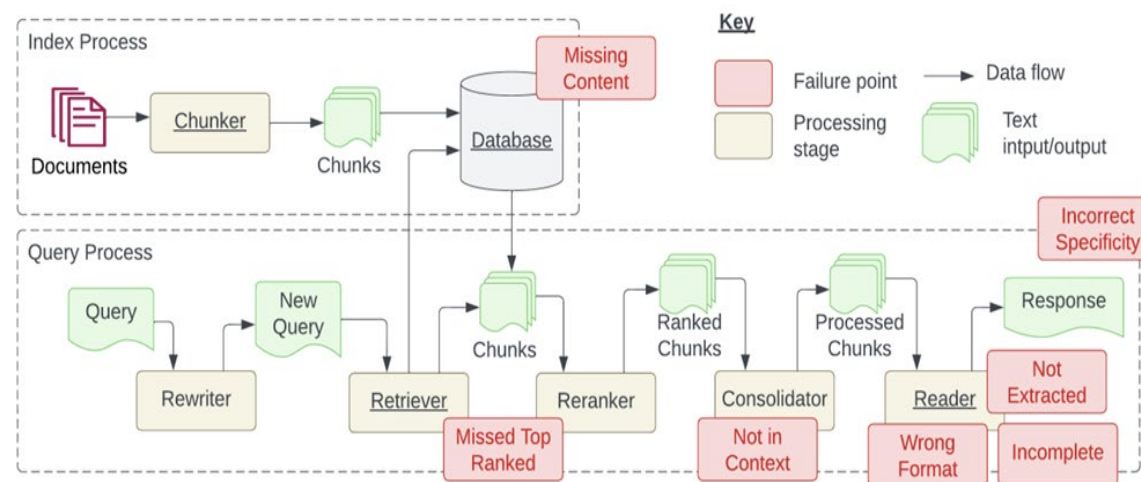 Index Process
Documents
Chunker
Chunks
Database
Missing
Content
Key
Failure point
Data flow
Processing
stage
Text
intput/output
Incorrect
Specificity
Query Process
Query
Rewriter
New
Query
Retriever
Chunks
Missed Top
Ranked
Reranker
Ranked
Chunks
Consolidator
Not in
Context
Processed
Chunks
Reader
Wrong
Format
Response
Not
Extracted
Incomplete